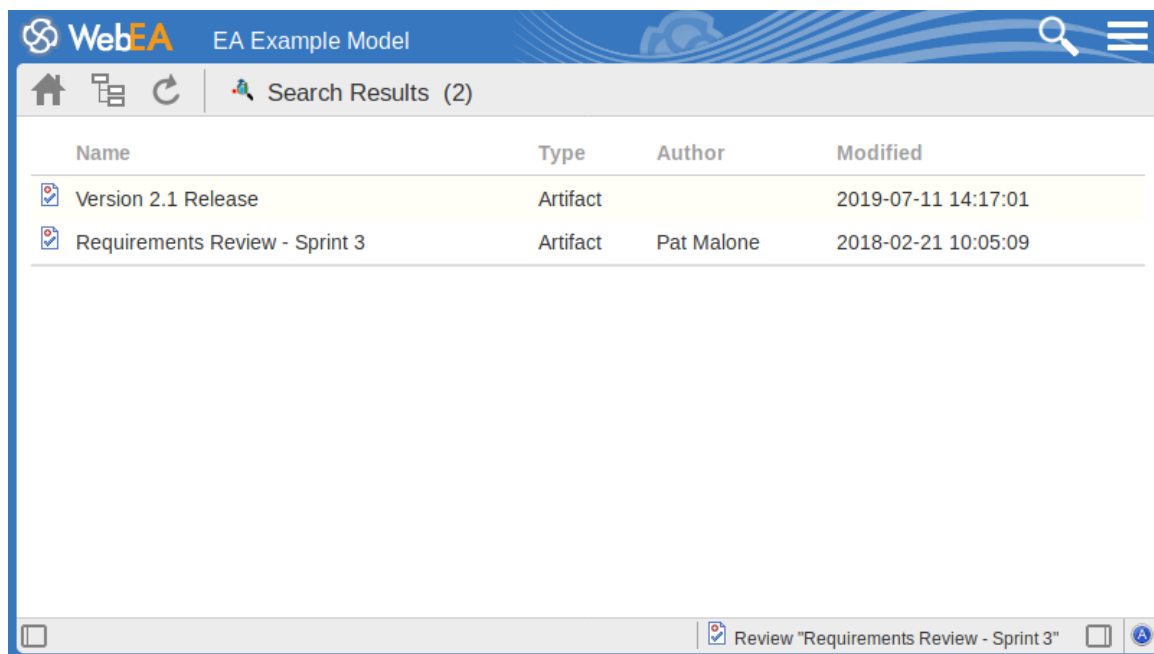 WebEA EA Example Model
Search Results (2)
Name Type Author Modified
Version 2.1 Release Artifact 2019-07-11 14:17:01
Requirements Review - Sprint 3 Artifact Pat Malone 2018-02-21 10:05:09
Review "Requirements Review - Sprint 3" A